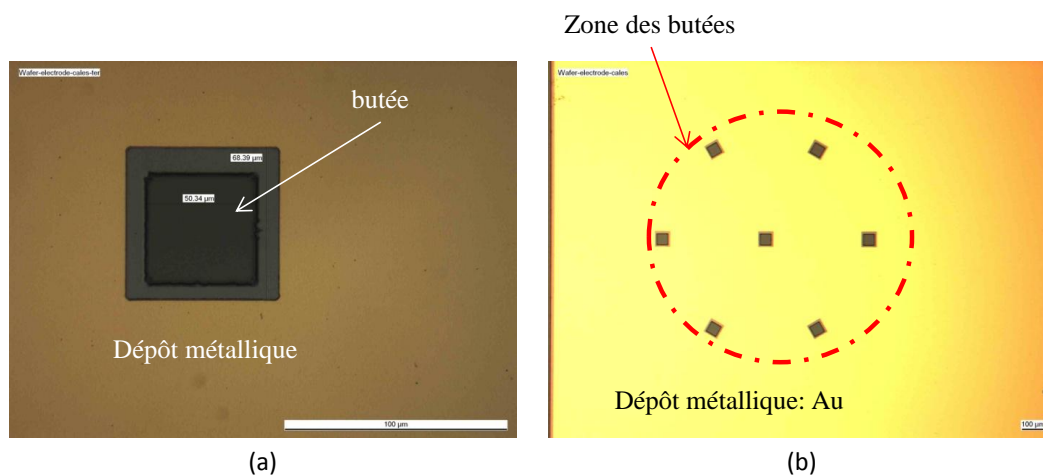 Zone des butées
Wafer-electrode-cales-ter
butée
68.39 µm
50.34 µm
Dépôt métallique
100 µm
(a)
Wafer-electrode-cales
Dépôt métallique: Au
100 µm
(b)